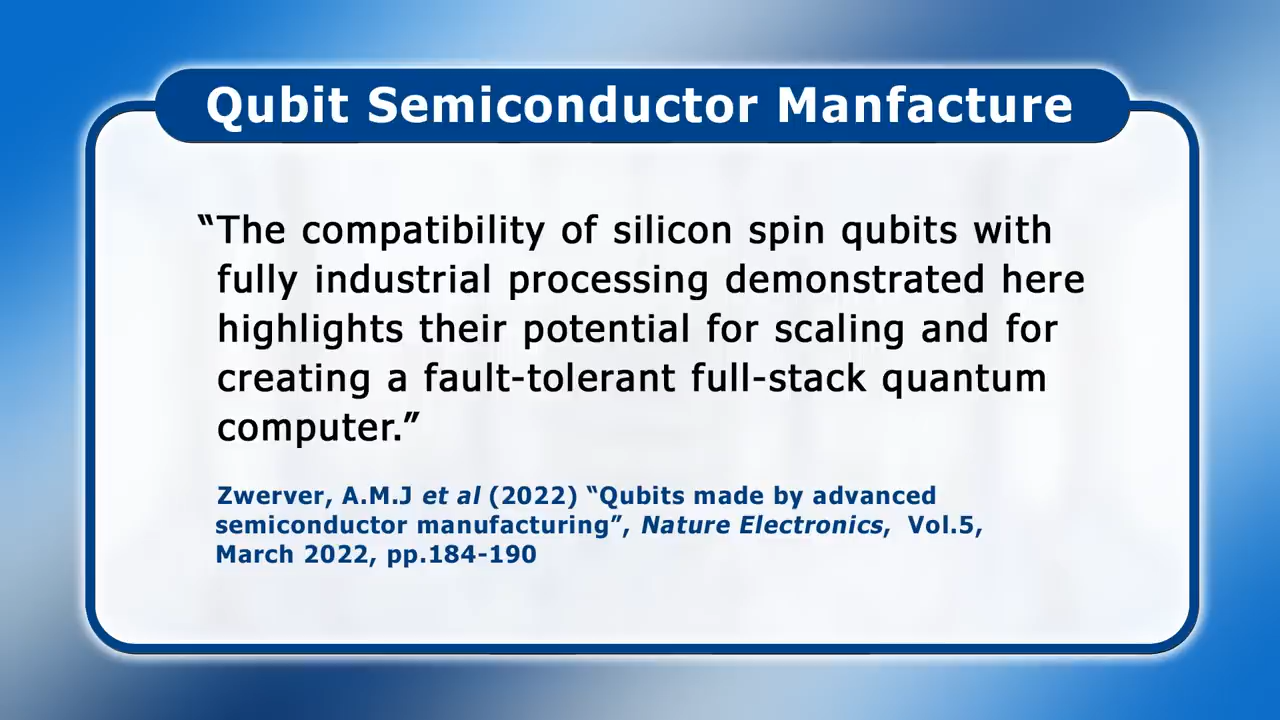 Qubit Semiconductor Manfacture
“The compatibility of silicon spin qubits with
fully industrial processing demonstrated here
highlights their potential for scaling and for
creating a fault-tolerant full-stack quantum
computer.”
Zwerver, A.M.J et al (2022) “Qubits made by advanced
semiconductor manufacturing”, Nature Electronics, Vol.5,
March 2022, pp.184-190